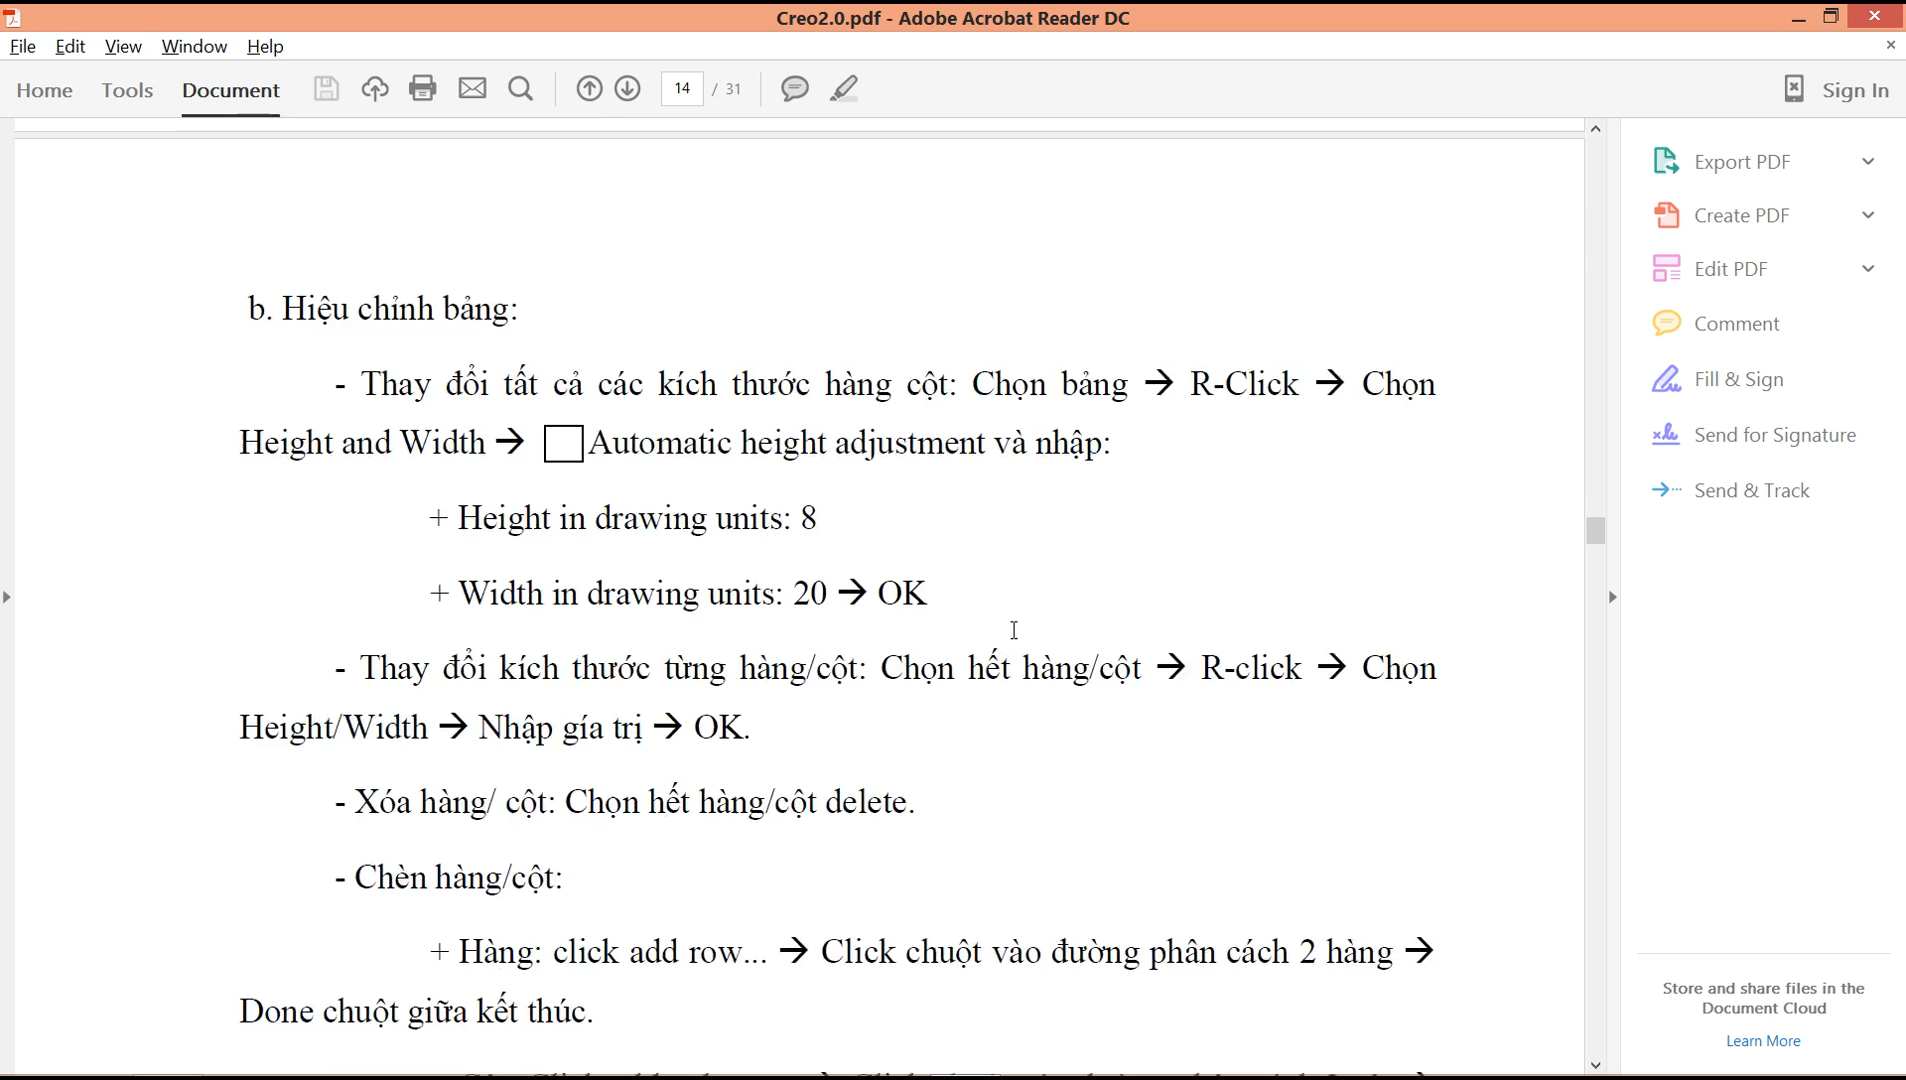 Creo2.0.pdf - Adobe Acrobat Reader DC
File Edit View Window Help
Home Tools Document 14 / 31 Sign In
b. Hiệu chỉnh bảng:
- Thay đổi tất cả các kích thước hàng cột: Chọn bảng → R-Click → Chọn
Height and Width → Automatic height adjustment và nhập:
+ Height in drawing units: 8
+ Width in drawing units: 20 → OK
- Thay đổi kích thước từng hàng/cột: Chọn hết hàng/cột → R-click → Chọn
Height/Width → Nhập gía trị → OK.
- Xóa hàng/ cột: Chọn hết hàng/cột delete.
- Chèn hàng/cột:
+ Hàng: click add row... → Click chuột vào đường phân cách 2 hàng →
Done chuột giữa kết thúc.
Export PDF
Create PDF
Edit PDF
Comment
Fill & Sign
Send for Signature
Send & Track
Store and share files in the
Document Cloud
Learn More